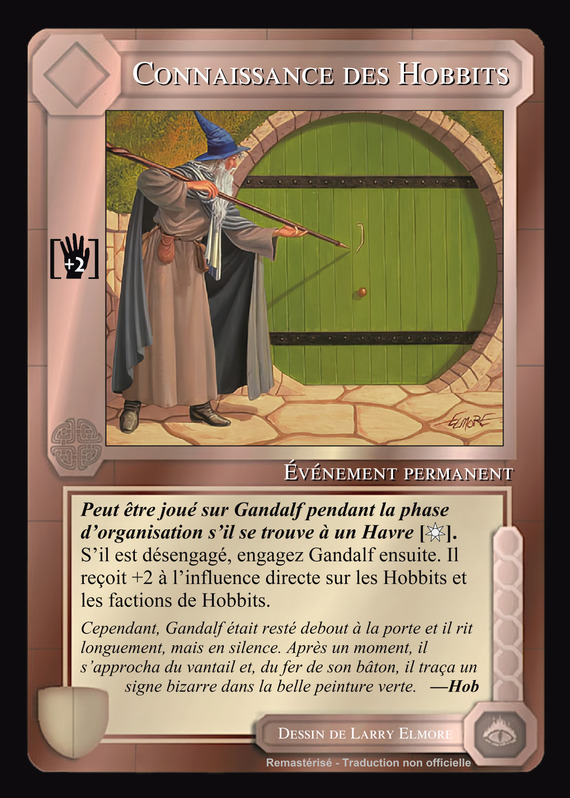 Connaissance des Hobbits
[+2]
Elmore
Événement permanent
Peut être joué sur Gandalf pendant la phase
d'organisation s'il se trouve à un Havre [ ].
S'il est désengagé, engagez Gandalf ensuite. Il
reçoit +2 à l'influence directe sur les Hobbits et
les factions de Hobbits.
Cependant, Gandalf était resté debout à la porte et il rit
longuement, mais en silence. Après un moment, il
s'approcha du vantail et, du fer de son bâton, il traça un
signe bizarre dans la belle peinture verte. —Hob
Dessin de Larry Elmore
Remastérisé - Traduction non officielle